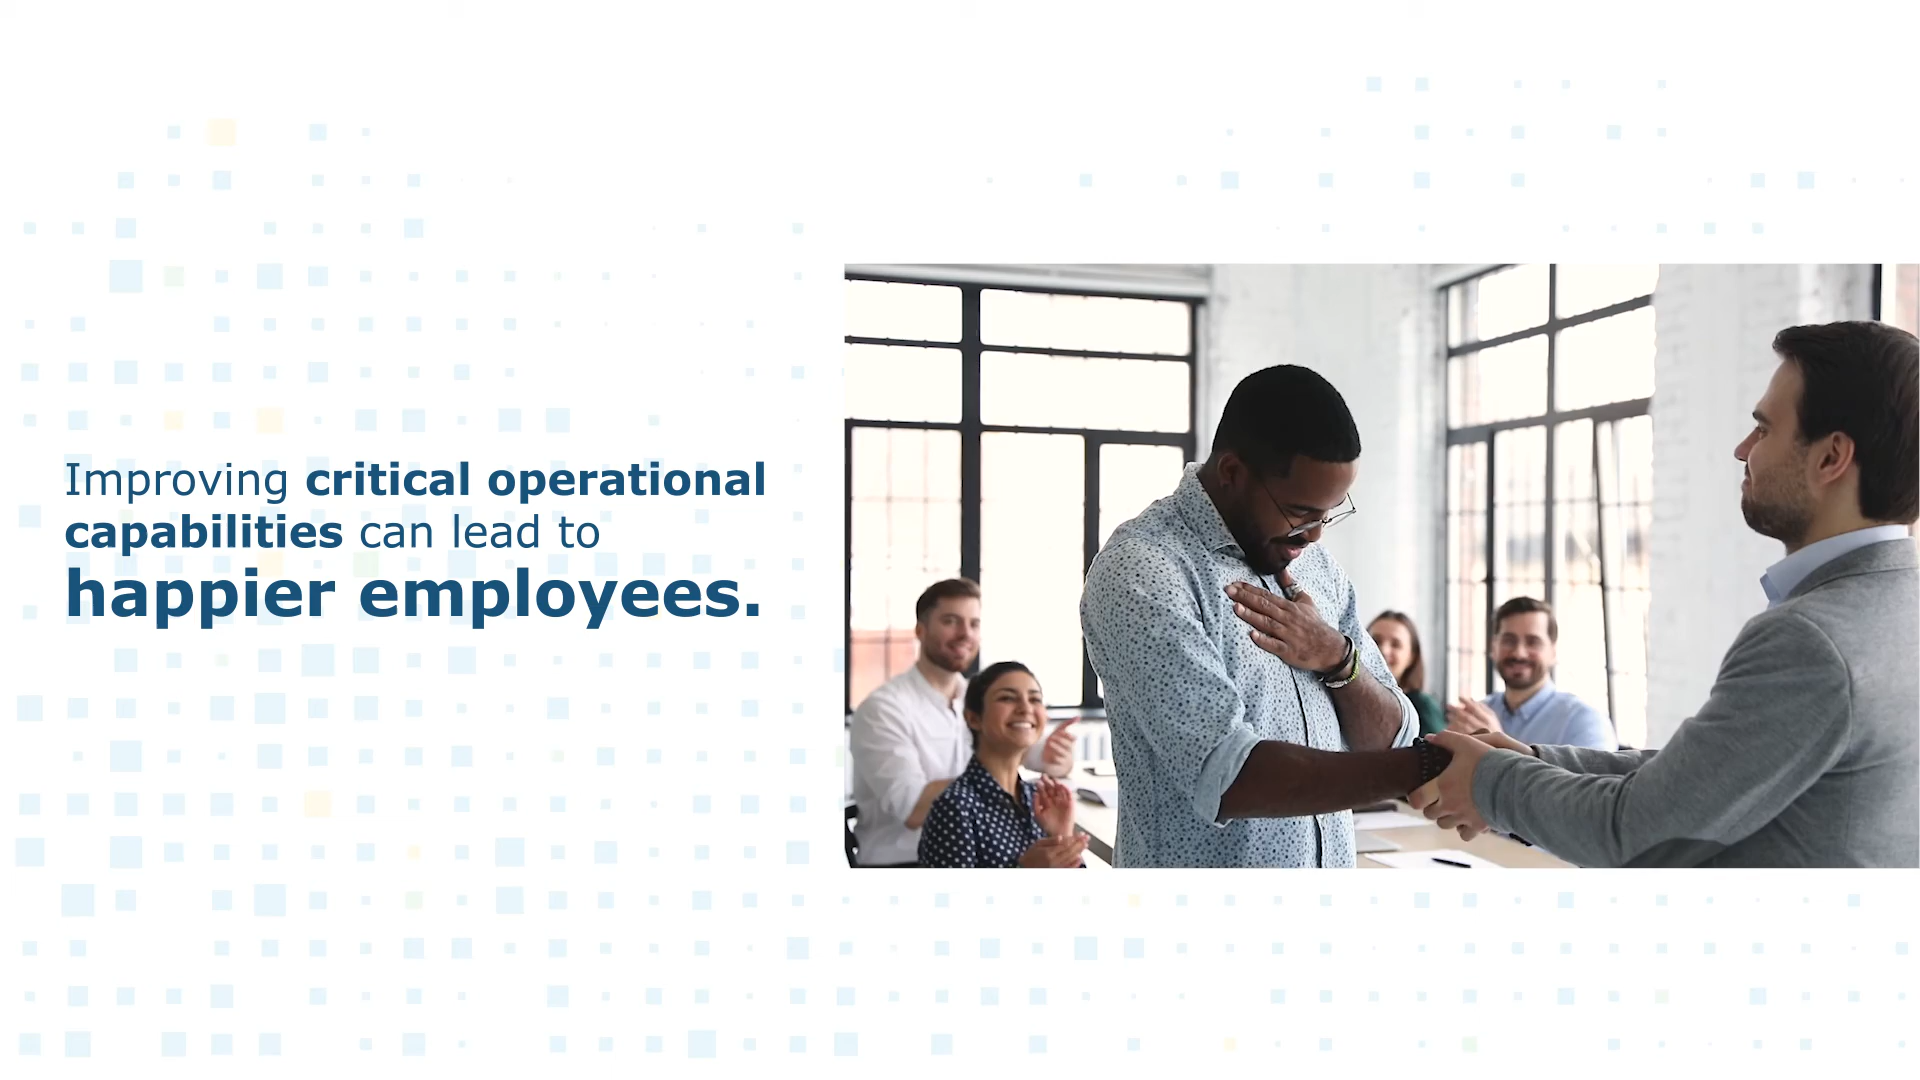 Improving critical operational
capabilities can lead to
happier employees.